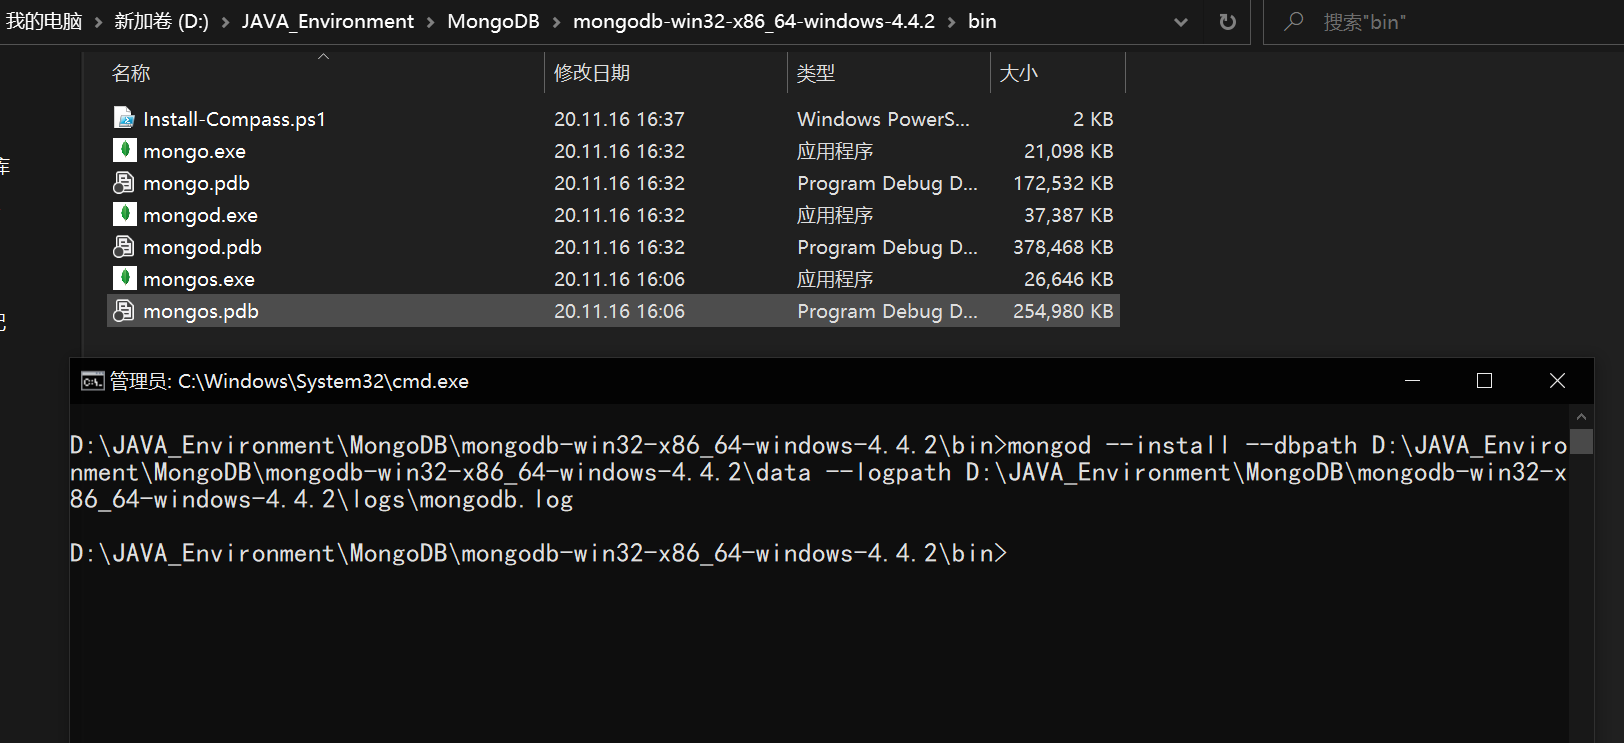 我的电脑 > 新加卷 (D:) > JAVA_Environment > MongoDB > mongodb-win32-x86_64-windows-4.4.2 > bin 搜索"bin"
名称 修改日期 类型 大小
Install-Compass.ps1 20.11.16 16:37 Windows PowerS... 2 KB
mongo.exe 20.11.16 16:32 应用程序 21,098 KB
库
mongo.pdb 20.11.16 16:32 Program Debug D... 172,532 KB
mongod.exe 20.11.16 16:32 应用程序 37,387 KB
mongod.pdb 20.11.16 16:32 Program Debug D... 378,468 KB
mongos.exe 20.11.16 16:06 应用程序 26,646 KB
mongos.pdb 20.11.16 16:06 Program Debug D... 254,980 KB
管理员: C:\Windows\System32\cmd.exe
D:\JAVA_Environment\MongoDB\mongodb-win32-x86_64-windows-4.4.2\bin>mongod --install --dbpath D:\JAVA_Enviro
nment\MongoDB\mongodb-win32-x86_64-windows-4.4.2\data --logpath D:\JAVA_Environment\MongoDB\mongodb-win32-x
86_64-windows-4.4.2\logs\mongodb.log
D:\JAVA_Environment\MongoDB\mongodb-win32-x86_64-windows-4.4.2\bin>